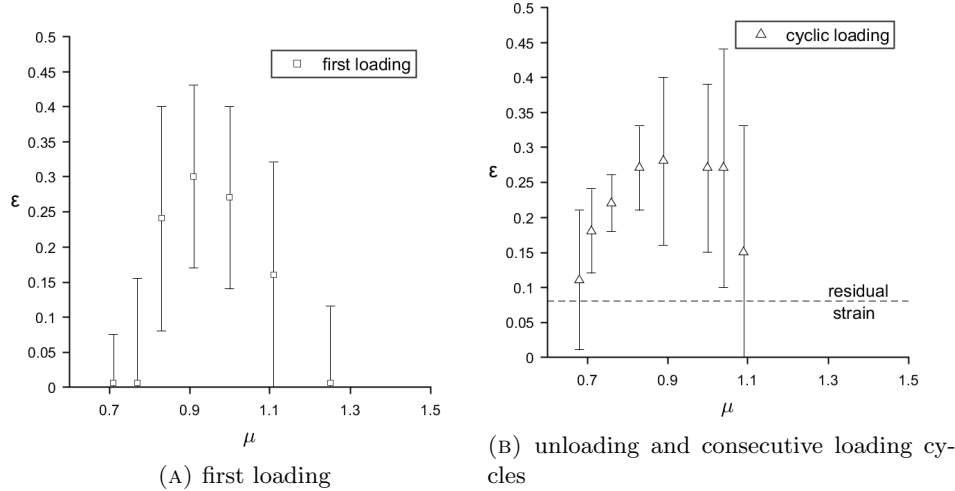 0.5
0.45
0.4
0.35
0.3
0.25
0.2
0.15
0.1
0.05
0
ε
first loading
0.7 0.9 1.1 1.3 1.5
μ
(A) first loading
0.5
0.45
0.4
0.35
0.3
0.25
0.2
0.15
0.1
0.05
0
ε
cyclic loading
residual
strain
0.7 0.9 1.1 1.3 1.5
μ
(B) unloading and consecutive loading cy-
cles